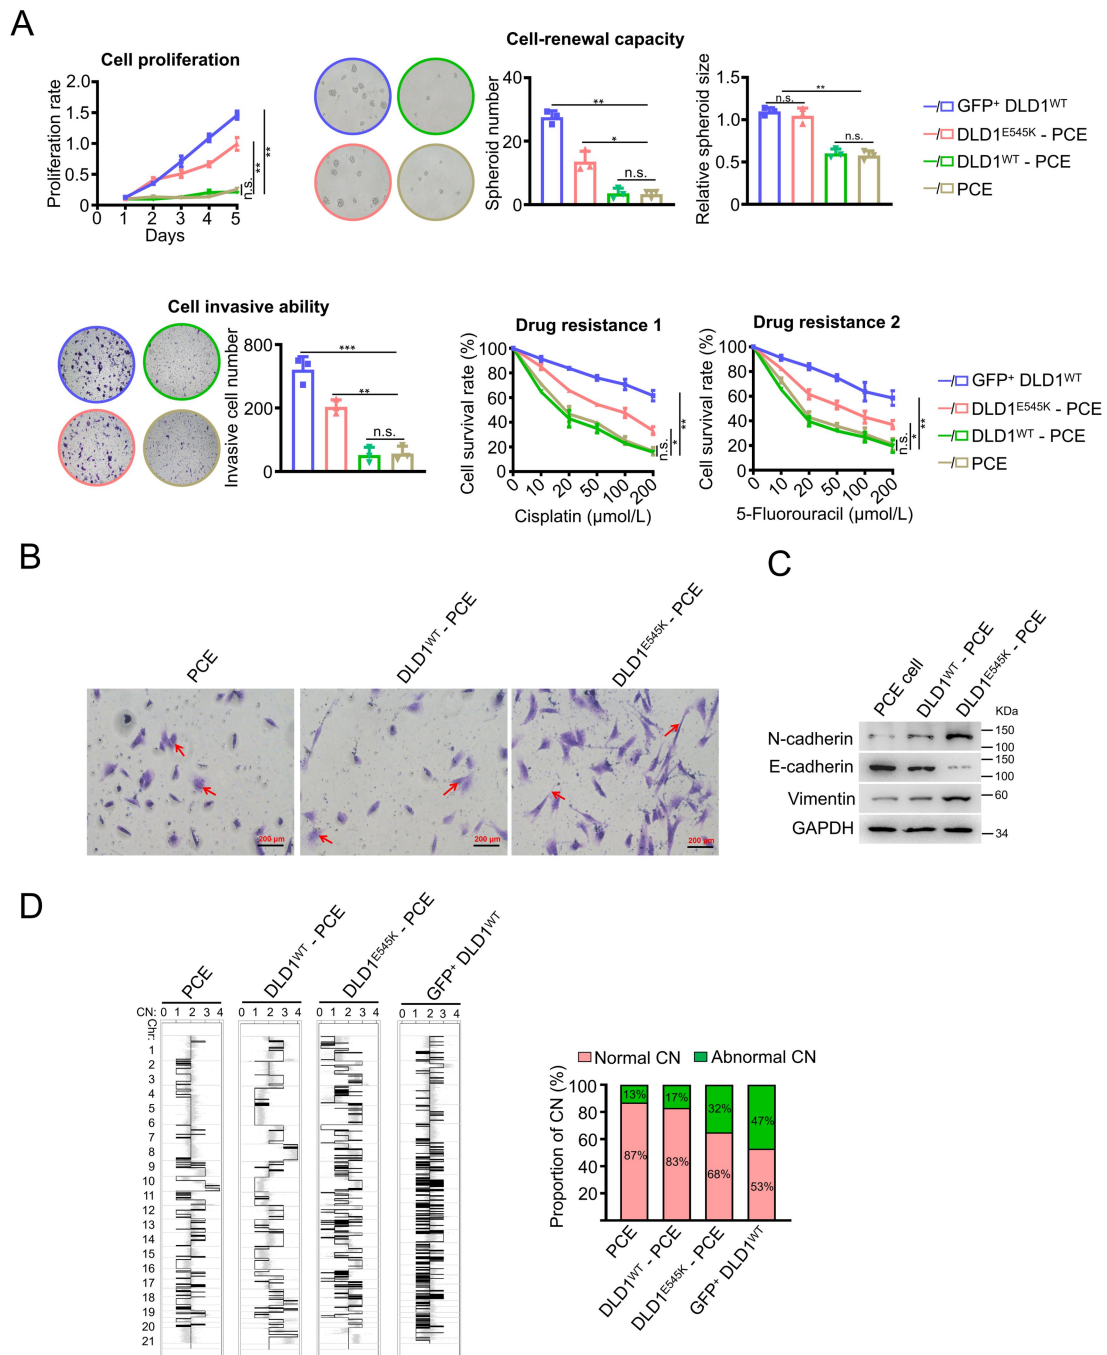 A
Cell proliferation
Proliferation rate
2.0
1.5
1.0
0.5
0
0 1 2 3 4 5
Days
n.s.
**
**
Cell-renewal capacity
Spheroid number
40
20
0
**
*
n.s.
Relative spheroid size
1.5
1.0
0.5
0
n.s.
**
n.s.
GFP⁺ DLD1ᵂᵀ
DLD1ᴱ⁵⁴⁵ᴷ - PCE
DLD1ᵂᵀ - PCE
PCE
Cell invasive ability
Invasive cell number
800
200
0
***
**
n.s.
Drug resistance 1
Cell survival rate (%)
100
80
60
40
20
0
0 10 20 50 100 200
Cisplatin (μmol/L)
n.s.
*
**
Drug resistance 2
Cell survival rate (%)
100
80
60
40
20
0
0 10 20 50 100 200
5-Fluorouracil (μmol/L)
n.s.
*
**
GFP⁺ DLD1ᵂᵀ
DLD1ᴱ⁵⁴⁵ᴷ - PCE
DLD1ᵂᵀ - PCE
PCE
B
PCE
DLD1ᵂᵀ - PCE
DLD1ᴱ⁵⁴⁵ᴷ - PCE
200 μm
200 μm
200 μm
C
PCE cell
DLD1ᵂᵀ - PCE
DLD1ᴱ⁵⁴⁵ᴷ - PCE
KDa
N-cadherin
150
100
E-cadherin
150
100
Vimentin
60
GAPDH
34
D
PCE
DLD1ᵂᵀ - PCE
DLD1ᴱ⁵⁴⁵ᴷ - PCE
GFP⁺ DLD1ᵂᵀ
CN: 0 1 2 3 4
0 1 2 3 4
0 1 2 3 4
0 1 2 3 4
Chr:
1
2
3
4
5
6
7
8
9
10
11
12
13
14
15
16
17
18
19
20
21
Normal CN
Abnormal CN
Proportion of CN (%)
100
80
60
40
20
13% 17% 32% 47%
87% 83% 68% 53%
PCE
DLD1ᵂᵀ - PCE
DLD1ᴱ⁵⁴⁵ᴷ - PCE
GFP⁺ DLD1ᵂᵀ